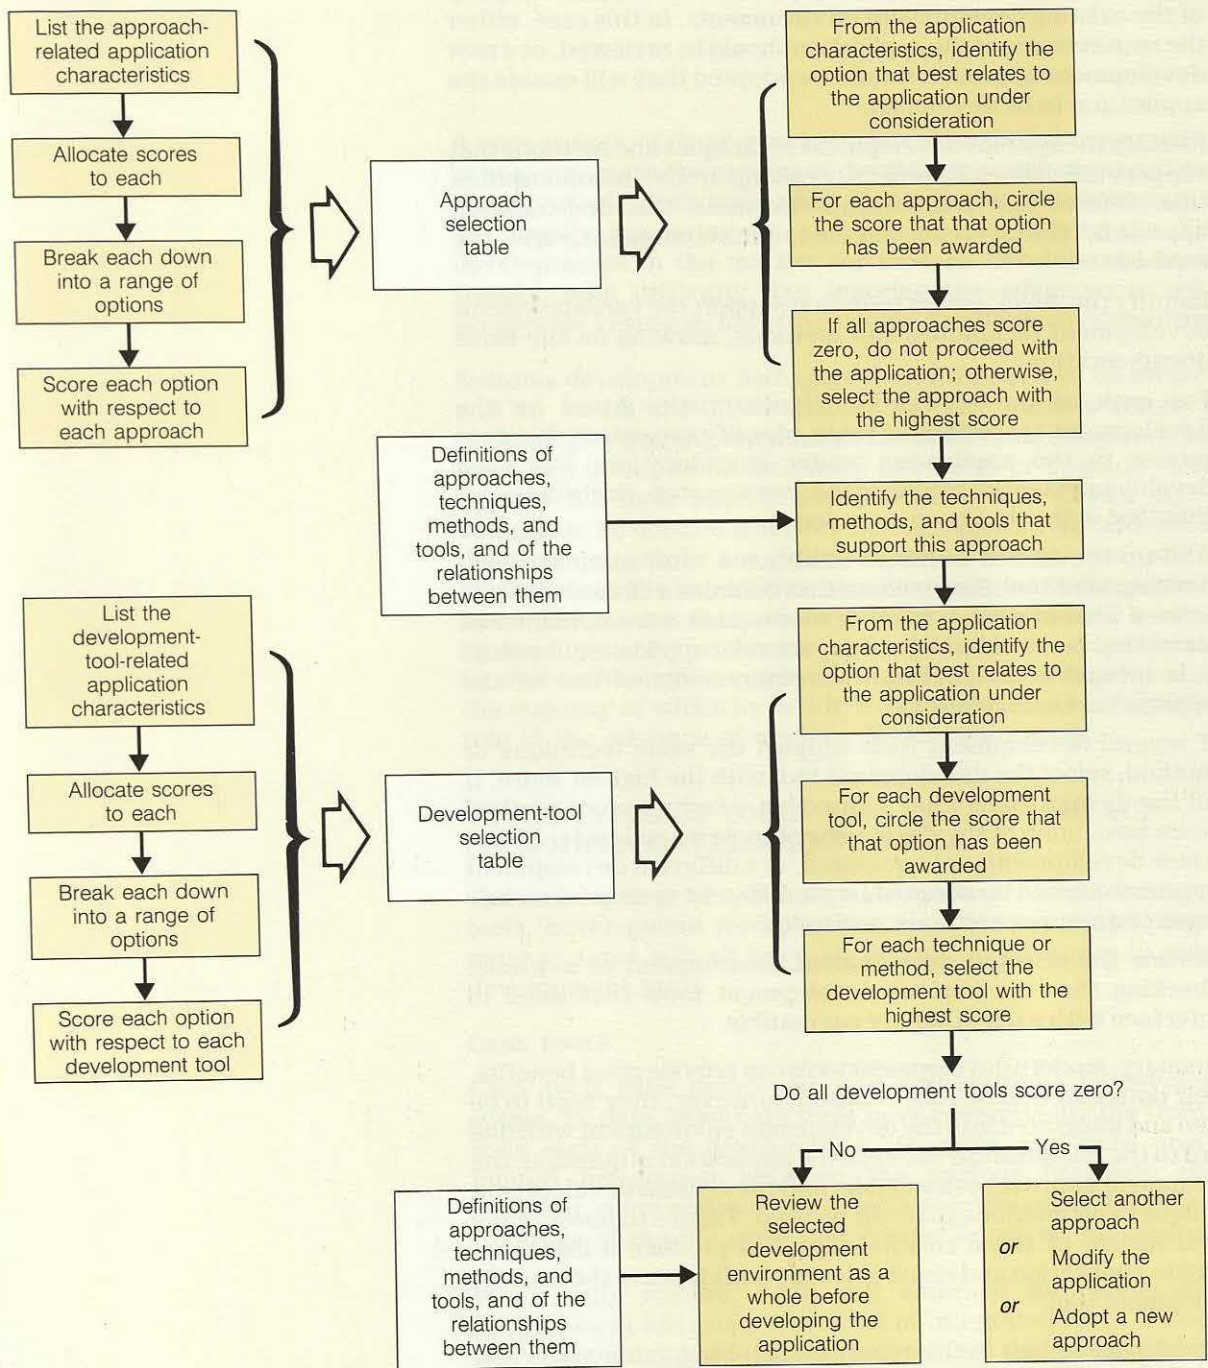 List the approach-
related application
characteristics
Allocate scores
to each
Break each down
into a range of
options
Score each option
with respect to
each approach
Approach
selection
table
From the application
characteristics, identify the
option that best relates to
the application under
consideration
For each approach, circle
the score that that option
has been awarded
If all approaches score
zero, do not proceed with
the application; otherwise,
select the approach with
the highest score
Definitions of
approaches,
techniques,
methods, and
tools, and of the
relationships
between them
Identify the techniques,
methods, and tools that
support this approach
List the
development-
tool-related
application
characteristics
Allocate scores
to each
Break each down
into a range of
options
Score each option
with respect to each
development tool
Development-tool
selection
table
From the application
characteristics, identify the
option that best relates to
the application under
consideration
For each development
tool, circle the score that
that option has been
awarded
For each technique or
method, select the
development tool with the
highest score
Do all development tools score zero?
No
Yes
Definitions of
approaches,
techniques,
methods, and
tools, and of the
relationships
between them
Review the
selected
development
environment as a
whole before
developing the
application
Select another
approach
or Modify the
application
or Adopt a new
approach